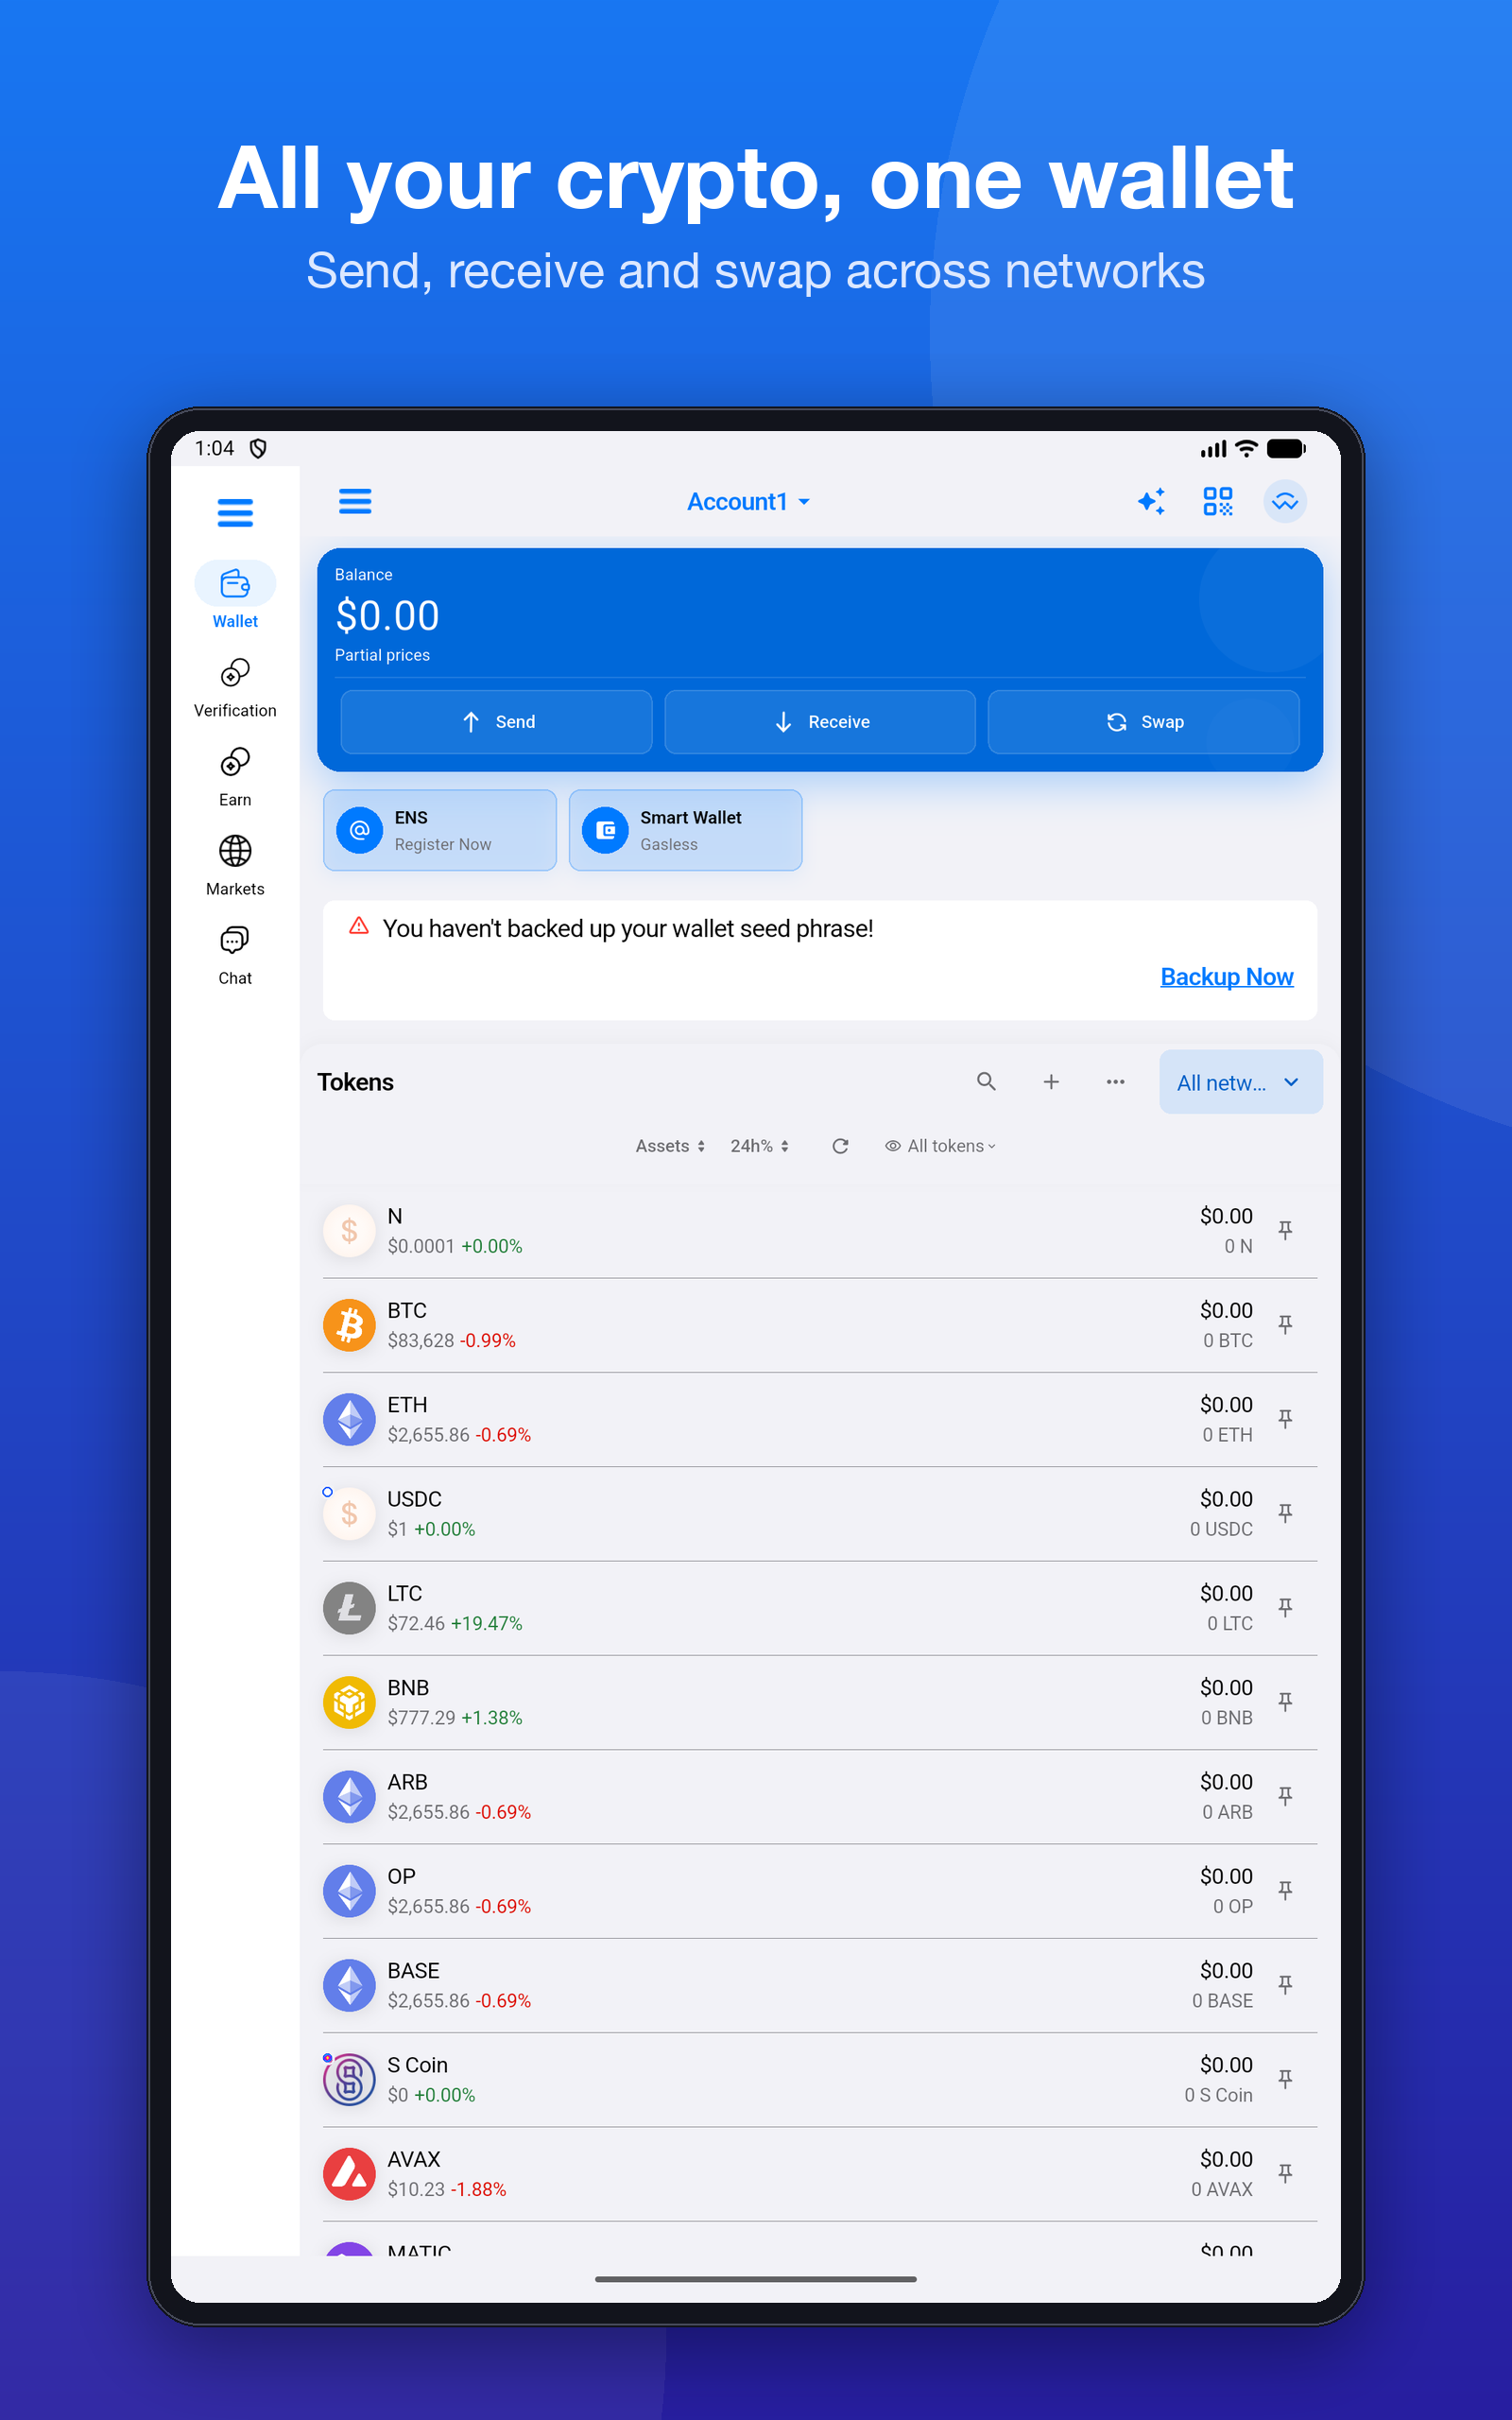 All your crypto, one wallet
Send, receive and swap across networks
1:04
Account1
Wallet
Verification
Earn
Markets
Chat
Balance
$0.00
Partial prices
Send
Receive
Swap
ENS
Register Now
Smart Wallet
Gasless
You haven't backed up your wallet seed phrase!
Backup Now
Tokens
All netw...
Assets
24h%
All tokens
N
$0.0001 +0.00%
$0.00
0 N
BTC
$83,628 -0.99%
$0.00
0 BTC
ETH
$2,655.86 -0.69%
$0.00
0 ETH
USDC
$1 +0.00%
$0.00
0 USDC
LTC
$72.46 +19.47%
$0.00
0 LTC
BNB
$777.29 +1.38%
$0.00
0 BNB
ARB
$2,655.86 -0.69%
$0.00
0 ARB
OP
$2,655.86 -0.69%
$0.00
0 OP
BASE
$2,655.86 -0.69%
$0.00
0 BASE
S Coin
$0 +0.00%
$0.00
0 S Coin
AVAX
$10.23 -1.88%
$0.00
0 AVAX
MATIC
$0.00